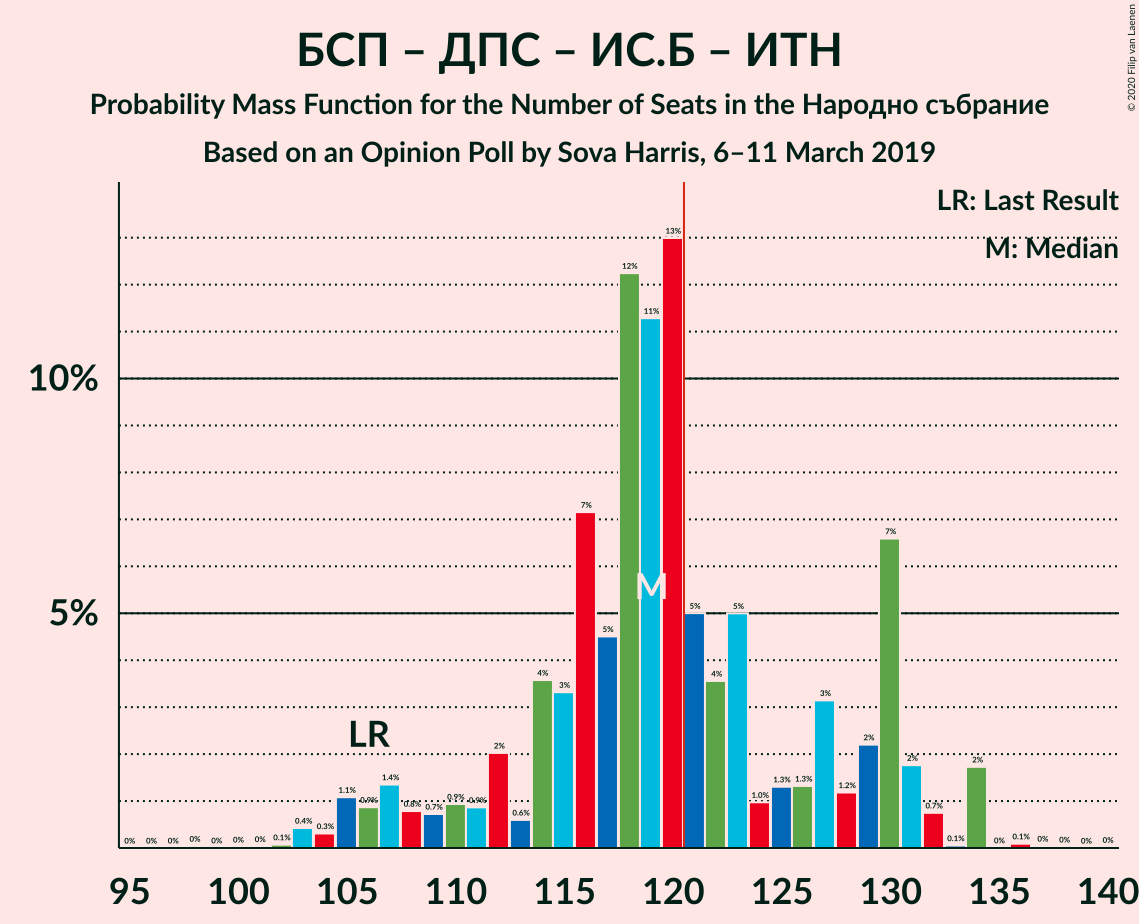 БСП – ДПС – ИС.Б – ИТН
Probability Mass Function for the Number of Seats in the Народно събрание
Based on an Opinion Poll by Sova Harris, 6–11 March 2019
© 2020 Filip van Laenen
LR: Last Result
M: Median
10%
5%
LR
M
0% 0% 0% 0% 0% 0% 0% 0.1% 0.4% 0.3% 1.1% 0.9% 1.4% 0.8% 0.7% 0.9% 0.9% 2% 0.6% 4% 3% 7% 5% 12% 11% 13% 5% 4% 5% 1.0% 1.3% 1.3% 3% 1.2% 2% 7% 2% 0.7% 0.1% 2% 0% 0.1% 0% 0% 0% 0%
95 100 105 110 115 120 125 130 135 140